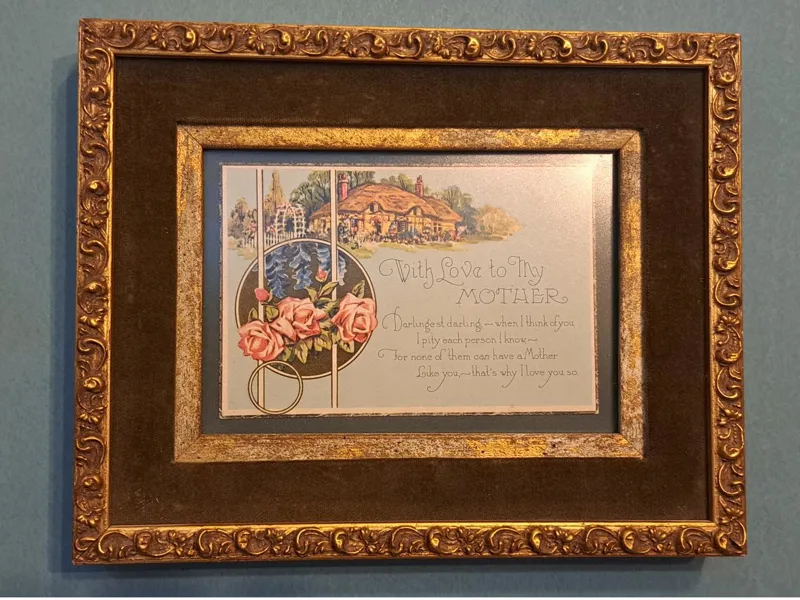 With Love to My
MOTHER
Darlingest darling,—when I think of you
I pity each person I know,—
For none of them can have a Mother
Like you,—that's why I love you so.